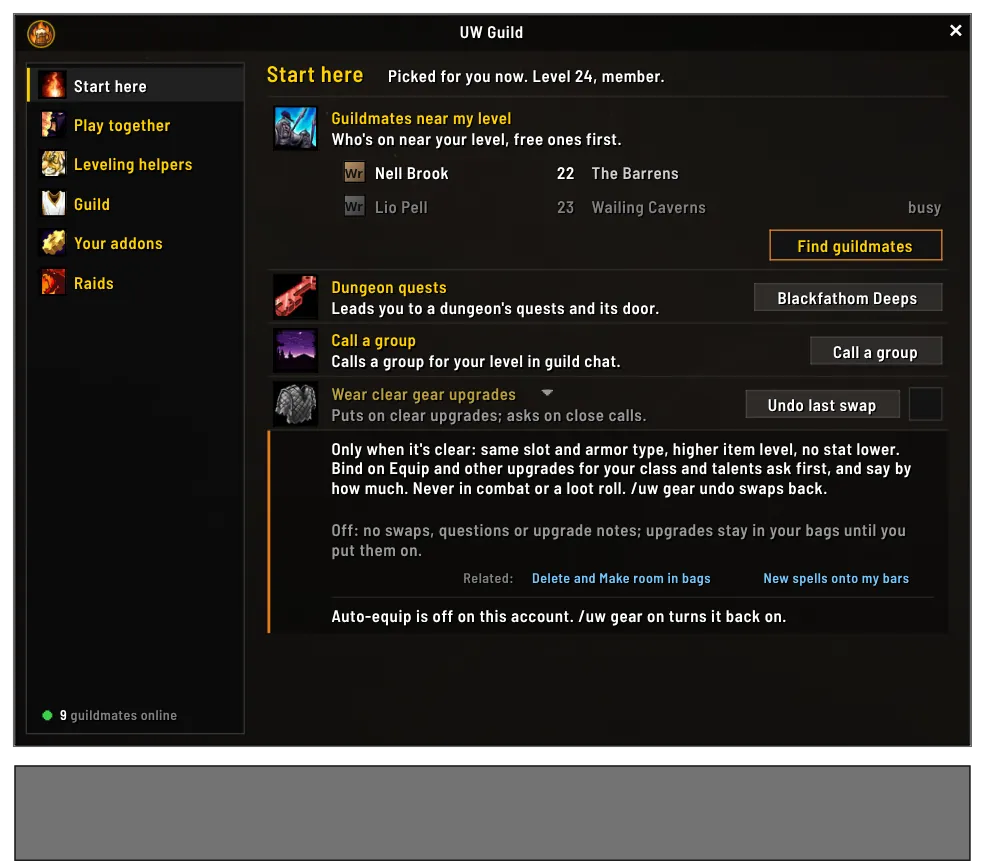 UW Guild
Start here
Play together
Leveling helpers
Guild
Your addons
Raids
9 guildmates online
Start here Picked for you now. Level 24, member.
Guildmates near my level
Who's on near your level, free ones first.
Wr Nell Brook 22 The Barrens
Wr Lio Pell 23 Wailing Caverns busy
Find guildmates
Dungeon quests
Leads you to a dungeon's quests and its door.
Blackfathom Deeps
Call a group
Calls a group for your level in guild chat.
Call a group
Wear clear gear upgrades
Puts on clear upgrades; asks on close calls.
Undo last swap
Only when it's clear: same slot and armor type, higher item level, no stat lower.
Bind on Equip and other upgrades for your class and talents ask first, and say by
how much. Never in combat or a loot roll. /uw gear undo swaps back.
Off: no swaps, questions or upgrade notes; upgrades stay in your bags until you
put them on.
Related: Delete and Make room in bags New spells onto my bars
Auto-equip is off on this account. /uw gear on turns it back on.